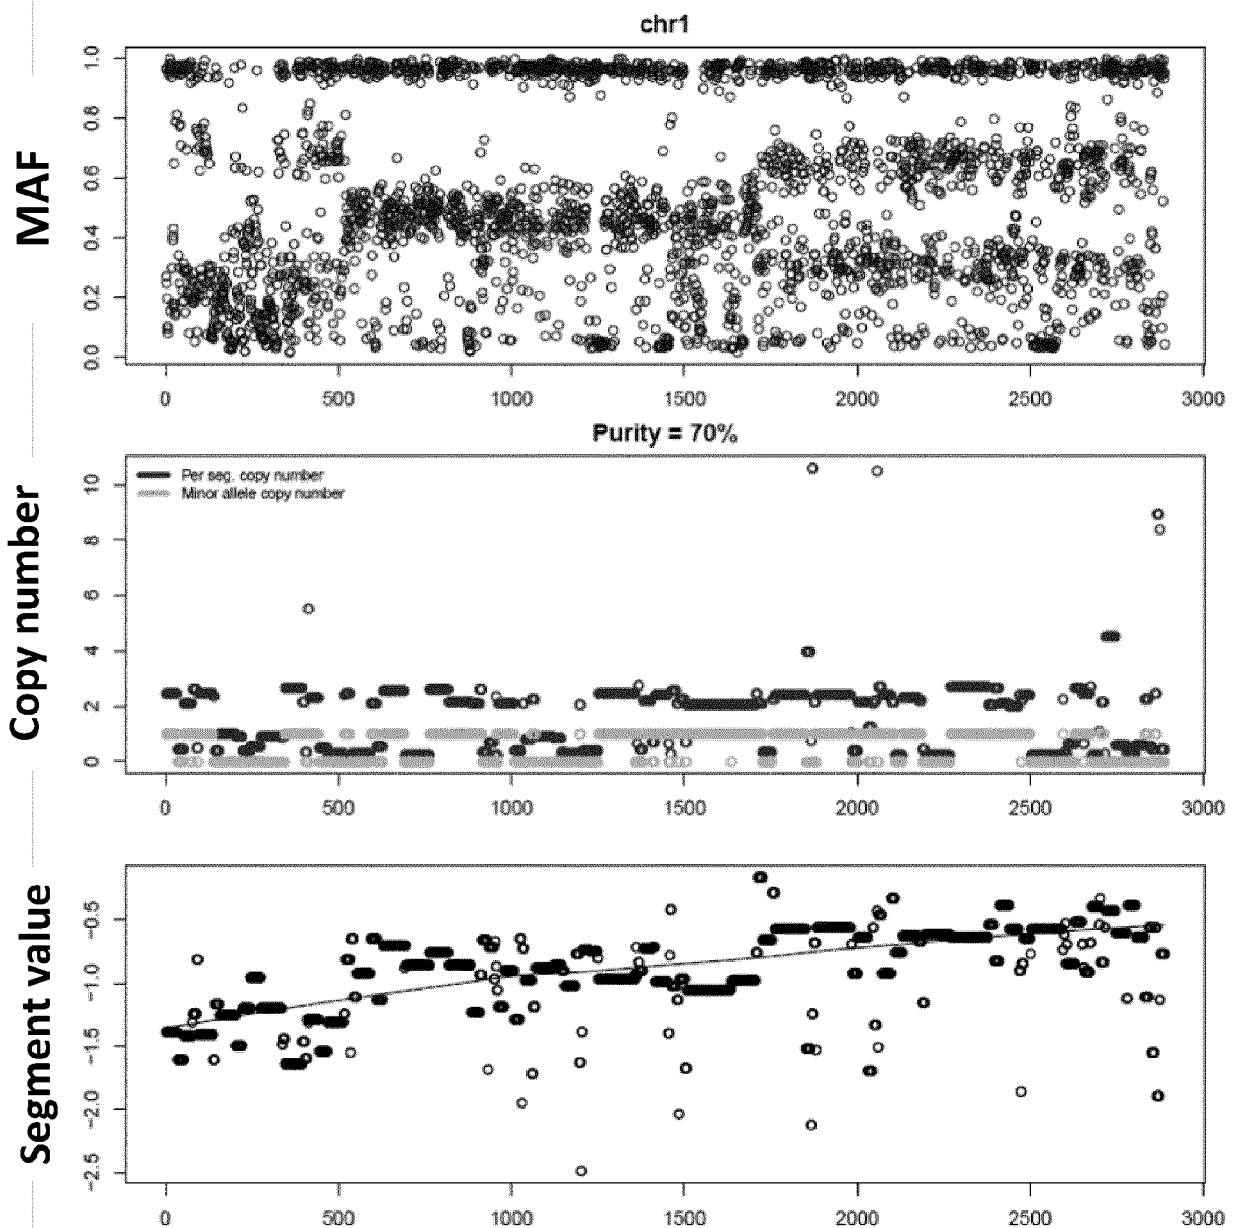 chr1
MAF
1.0
0.8
0.6
0.4
0.2
0.0
0 500 1000 1500 2000 2500 3000
Purity = 70%
Copy number
Per seg. copy number
Minor allele copy number
10
8
6
4
2
0
0 500 1000 1500 2000 2500 3000
Segment value
-0.5
-1.0
-1.5
-2.0
-2.5
0 500 1000 1500 2000 2500 3000